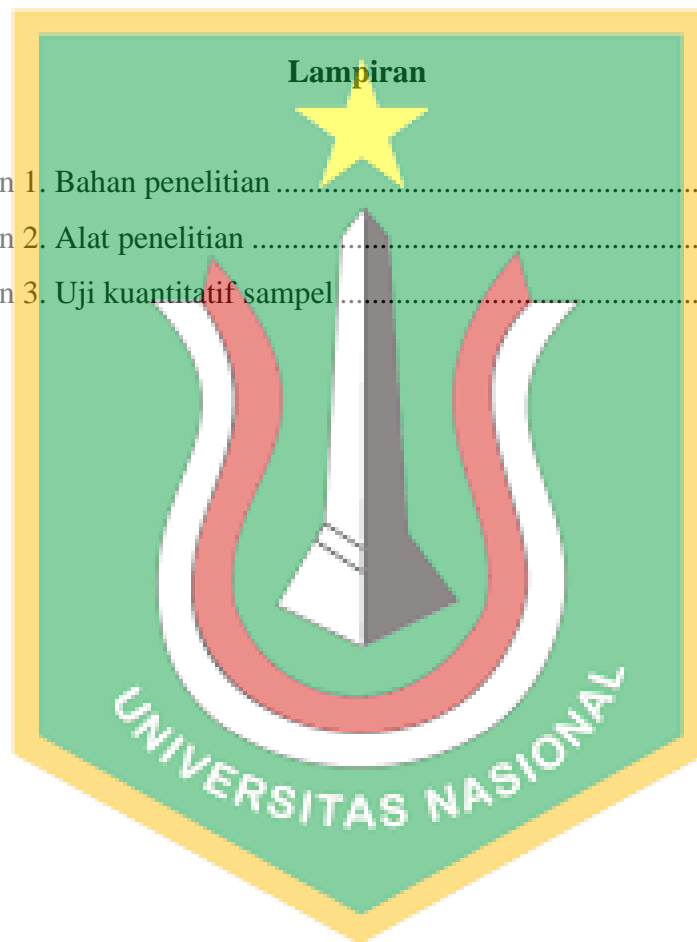 Lampiran
n 1. Bahan penelitian ........................................................
n 2. Alat penelitian ...........................................................
n 3. Uji kuantitatif sampel ...............................................
UNIVERSITAS NASIONAL